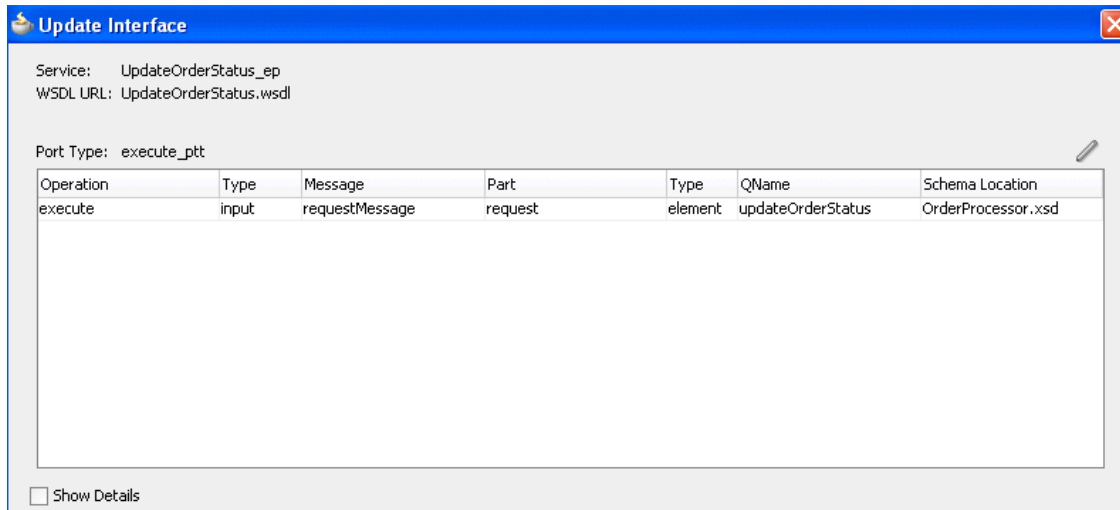 Update Interface
Service: UpdateOrderStatus_ep
WSDL URL: UpdateOrderStatus.wsdl
Port Type: execute_ptt
Operation Type Message Part Type QName Schema Location
execute input requestMessage request element updateOrderStatus OrderProcessor.xsd
Show Details